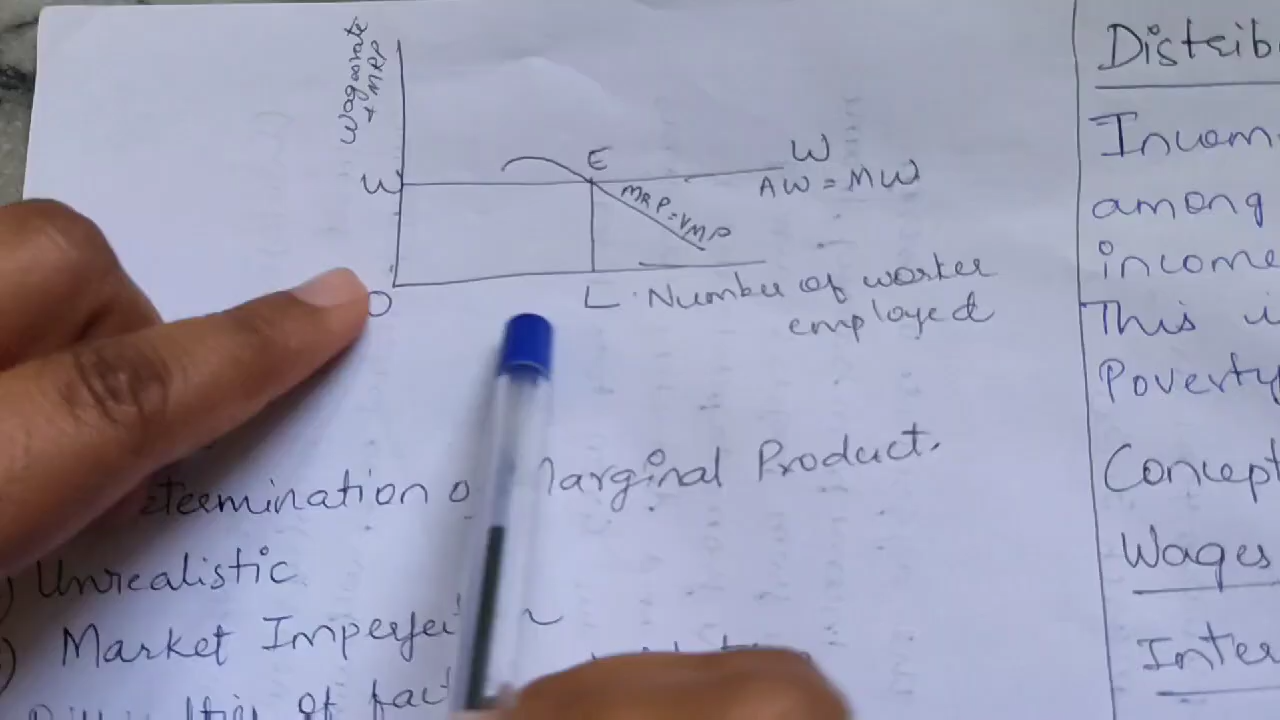 Wage rate
+ MRP
E
W
W
AW = MW
MRP = VMP
O
L
Number of worker
employed
Marginal Product.
Unrealistic
Market
of
Distrib
Incom
among
income
This i
Poverty
Concept
Wages
Inter